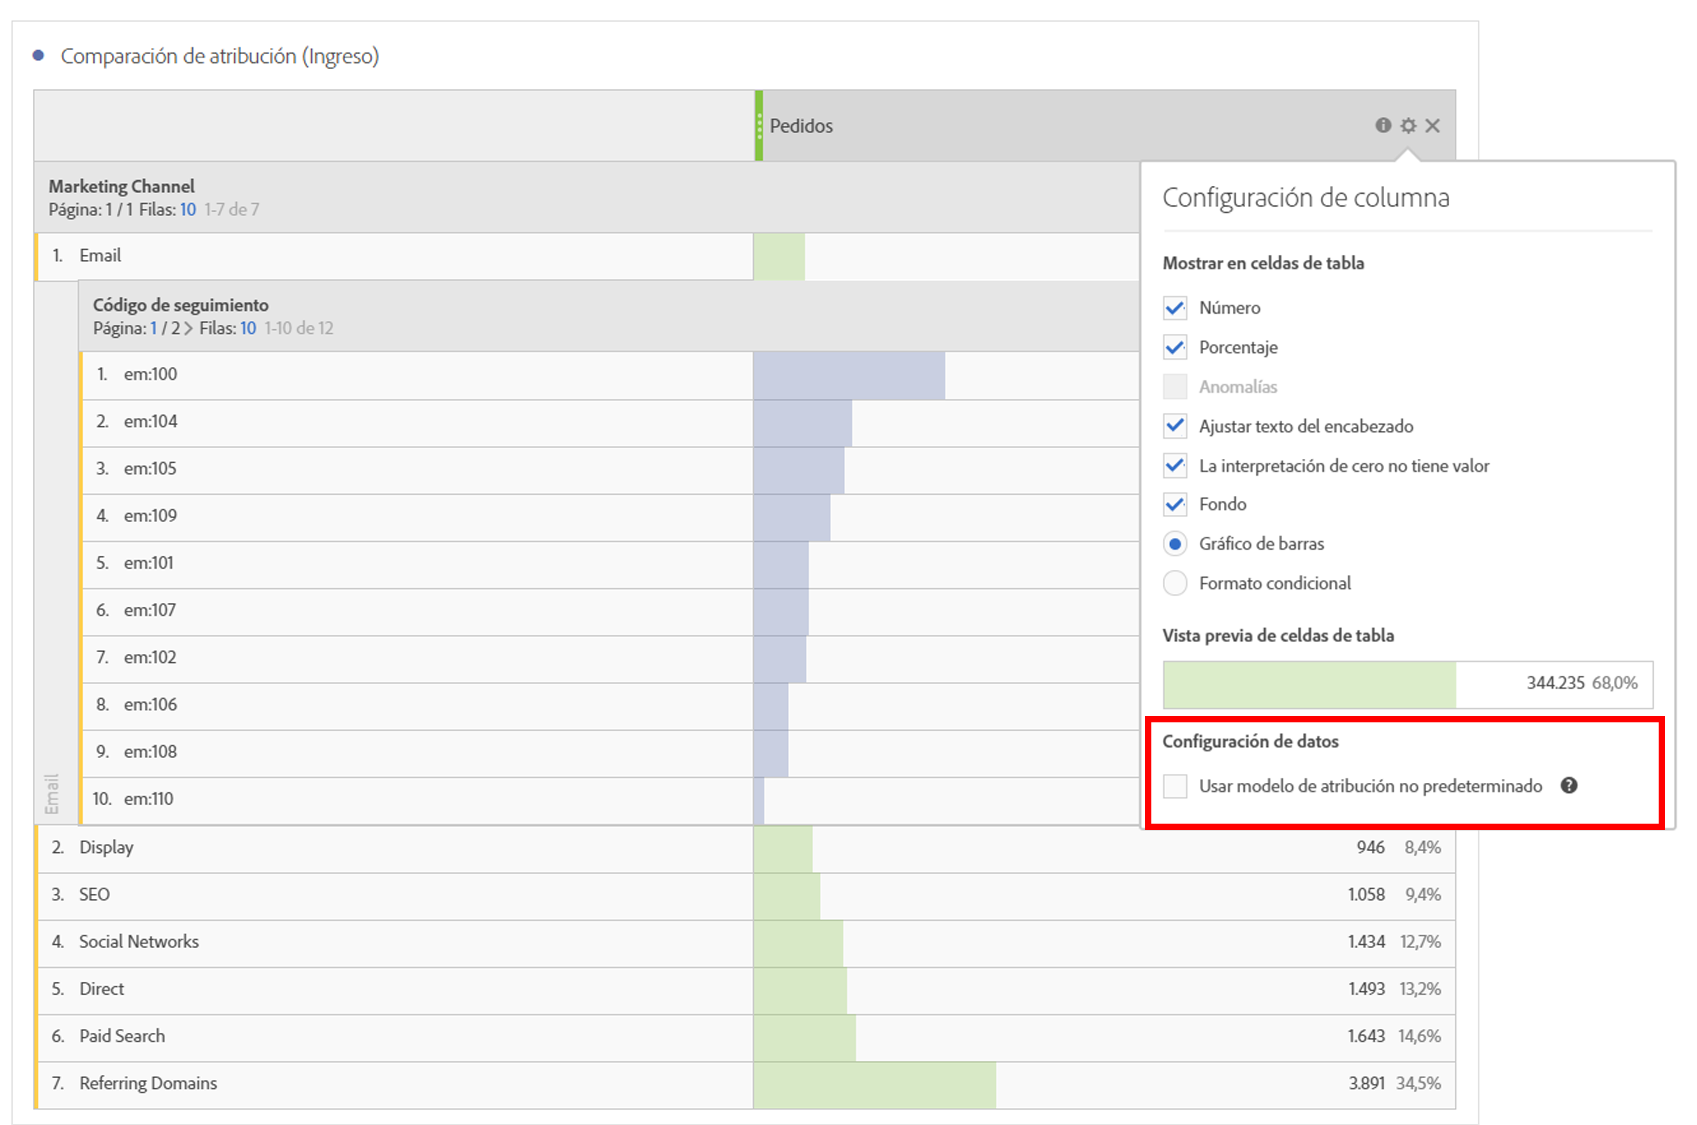 Comparación de atribución (Ingreso)
Pedidos
Marketing Channel
Página: 1 / 1 Filas: 10 1-7 de 7
1. Email
Código de seguimiento
Página: 1 / 2 > Filas: 10 1-10 de 12
1. em:100
2. em:104
3. em:105
4. em:109
5. em:101
6. em:107
7. em:102
8. em:106
9. em:108
10. em:110
Email
2. Display 946 8,4%
3. SEO 1.058 9,4%
4. Social Networks 1.434 12,7%
5. Direct 1.493 13,2%
6. Paid Search 1.643 14,6%
7. Referring Domains 3.891 34,5%
Configuración de columna
Mostrar en celdas de tabla
Número
Porcentaje
Anomalías
Ajustar texto del encabezado
La interpretación de cero no tiene valor
Fondo
Gráfico de barras
Formato condicional
Vista previa de celdas de tabla
344.235 68,0%
Configuración de datos
Usar modelo de atribución no predeterminado ?